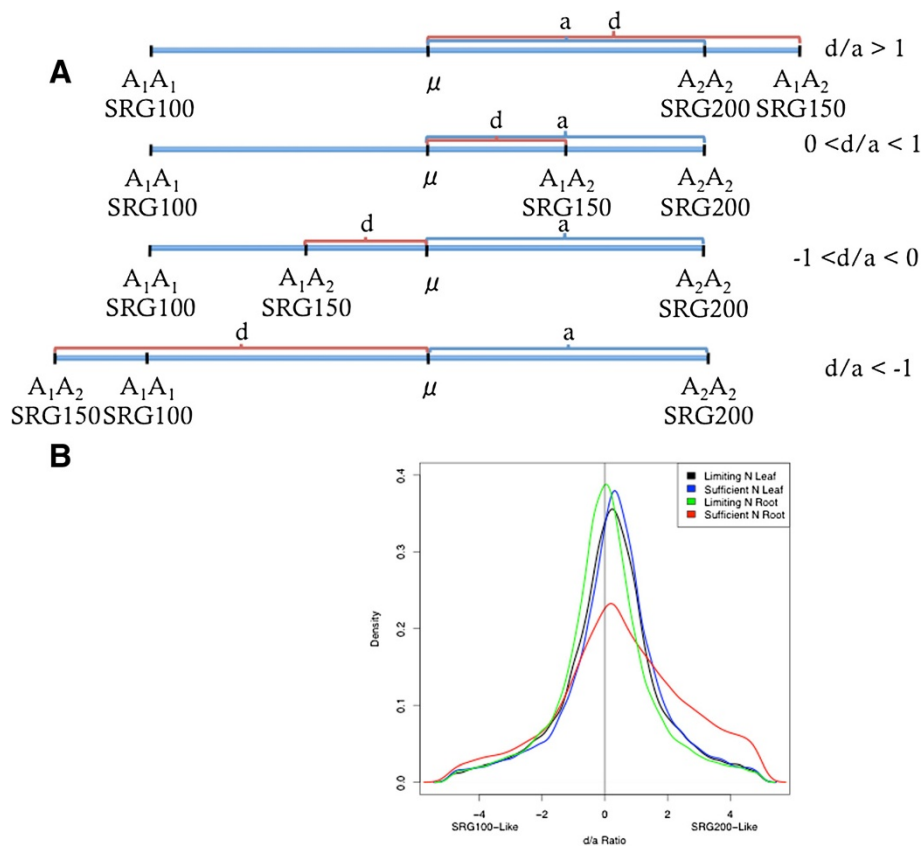 a d
d/a > 1
A
A₁A₁ μ A₂A₂ A₁A₂
SRG100 SRG200 SRG150
d a
0 <d/a < 1
A₁A₁ μ A₁A₂ A₂A₂
SRG100 SRG150 SRG200
d a
-1 <d/a < 0
A₁A₁ A₁A₂ μ A₂A₂
SRG100 SRG150 SRG200
d a
d/a < -1
A₁A₂ A₁A₁ μ A₂A₂
SRG150 SRG100 SRG200
B
Limiting N Leaf
Sufficient N Leaf
Limiting N Root
Sufficient N Root
0.4
0.3
0.2
0.1
0.0
Density
-4 -2 0 2 4
SRG100-Like SRG200-Like
d/a Ratio